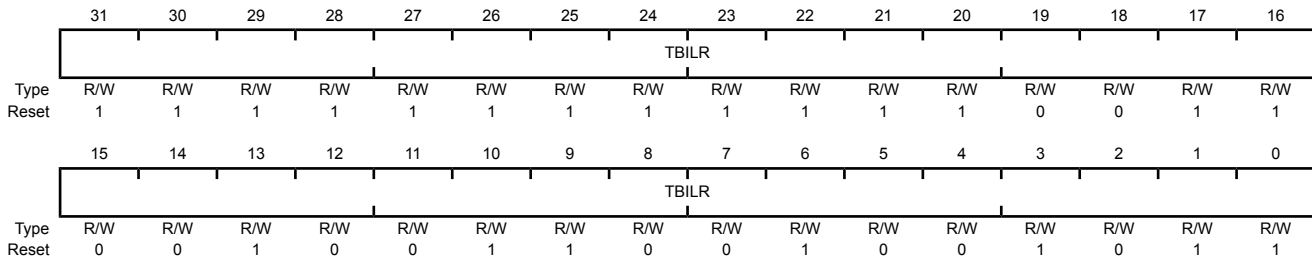 31 30 29 28 27 26 25 24 23 22 21 20 19 18 17 16
TBILR
Type R/W R/W R/W R/W R/W R/W R/W R/W R/W R/W R/W R/W R/W R/W R/W R/W
Reset 1 1 1 1 1 1 1 1 1 1 1 1 0 0 1 1
15 14 13 12 11 10 9 8 7 6 5 4 3 2 1 0
TBILR
Type R/W R/W R/W R/W R/W R/W R/W R/W R/W R/W R/W R/W R/W R/W R/W R/W
Reset 0 0 1 0 0 1 1 0 0 1 0 0 1 0 1 1